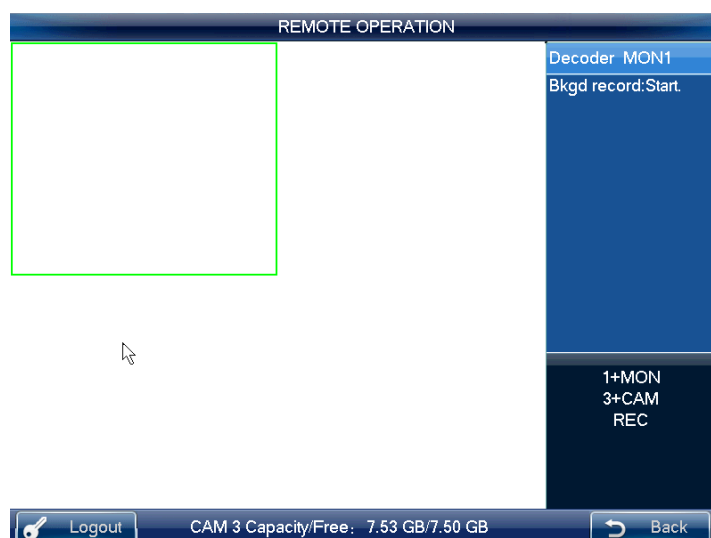 REMOTE OPERATION
Decoder MON1
Bkgd record:Start.
1+MON
3+CAM
REC
Logout
CAM 3 Capacity/Free: 7.53 GB/7.50 GB
Back